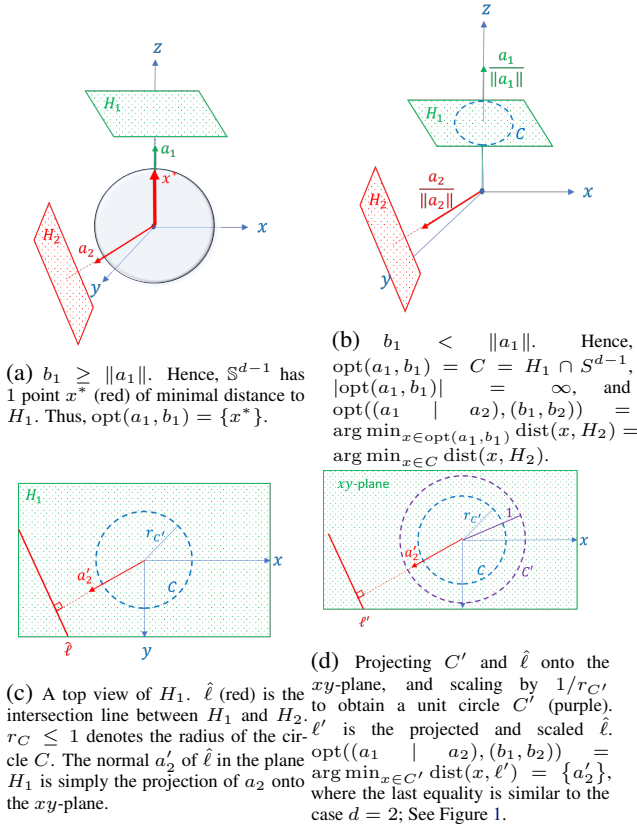 z
H₁
a₁
x*
x
H₂
a₂
y
(a) b₁ ≥ ‖a₁‖. Hence, 𝕊ᵈ⁻¹ has
1 point x* (red) of minimal distance to
H₁. Thus, opt(a₁, b₁) = {x*}.
z
a₁
‖a₁‖
H₁
C
a₂
‖a₂‖
x
H₂
y
(b) b₁ < ‖a₁‖. Hence,
opt(a₁, b₁) = C = H₁ ∩ Sᵈ⁻¹,
|opt(a₁, b₁)| = ∞, and
opt((a₁ | a₂), (b₁, b₂)) =
arg min_{x∈opt(a₁,b₁)} dist(x, H₂) =
arg min_{x∈C} dist(x, H₂).
H₁
r_{C'}
x
a₂'
C
ℓ̂
y
(c) A top view of H₁. ℓ̂ (red) is the
intersection line between H₁ and H₂.
r_C ≤ 1 denotes the radius of the cir-
cle C. The normal a₂' of ℓ̂ in the plane
H₁ is simply the projection of a₂ onto
the xy-plane.
xy-plane
r_{C'}
1
x
a₂'
C
C'
ℓ'
(d) Projecting C' and ℓ̂ onto the
xy-plane, and scaling by 1/r_{C'}
to obtain a unit circle C' (purple).
ℓ' is the projected and scaled ℓ̂.
opt((a₁ | a₂), (b₁, b₂)) =
arg min_{x∈C'} dist(x, ℓ') = {a₂'},
where the last equality is similar to the
case d = 2; See Figure 1.